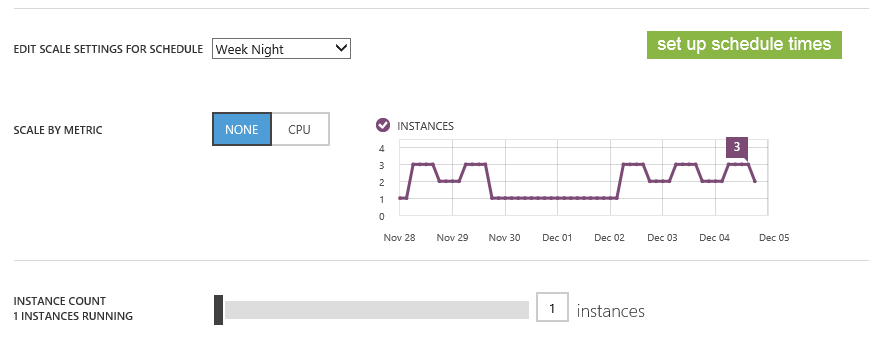 EDIT SCALE SETTINGS FOR SCHEDULE Week Night set up schedule times
SCALE BY METRIC NONE CPU
INSTANCES
3
4
3
2
1
0
Nov 28 Nov 29 Nov 30 Dec 01 Dec 02 Dec 03 Dec 04 Dec 05
INSTANCE COUNT
1 INSTANCES RUNNING
1 instances